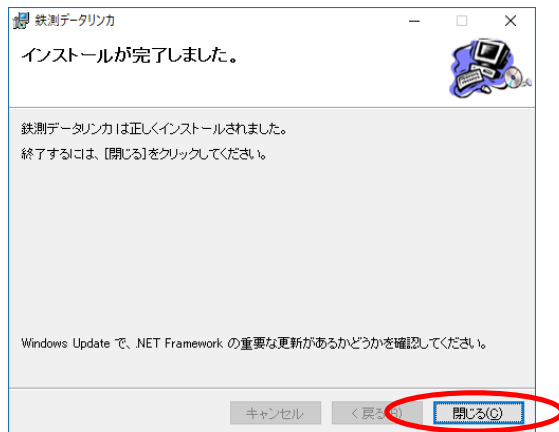 鉄測データリンカ
インストールが完了しました。
鉄測データリンカ は正しくインストールされました。
終了するには、[閉じる]をクリックしてください。
Windows Update で、.NET Framework の重要な更新があるかどうかを確認してください。
キャンセル
< 戻る(B)
閉じる(C)